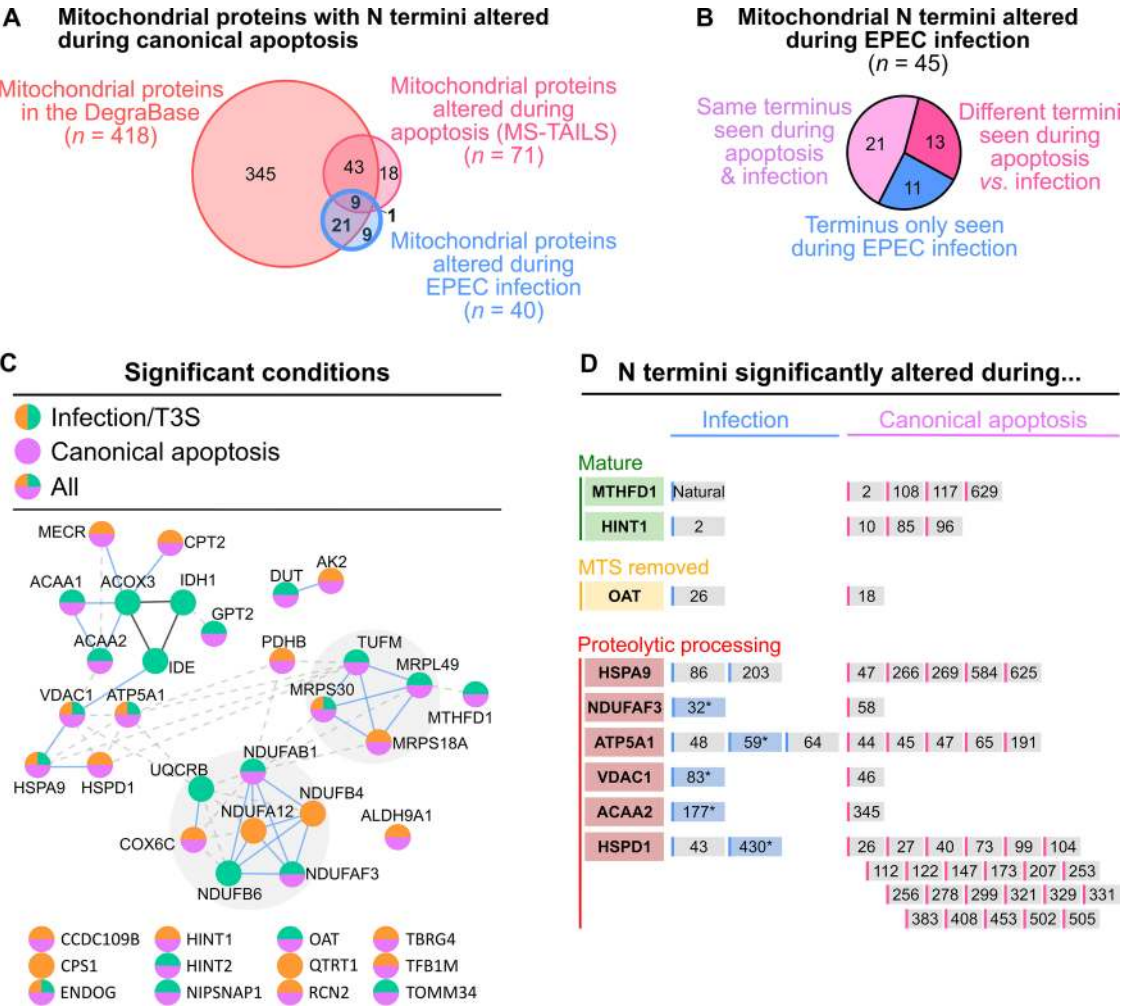 A Mitochondrial proteins with N termini altered
during canonical apoptosis
Mitochondrial proteins
in the DegraBase
(n = 418)
Mitochondrial proteins
altered during
apoptosis (MS-TAILS)
(n = 71)
345
43
18
9
1
21
9
Mitochondrial proteins
altered during
EPEC infection
(n = 40)
B Mitochondrial N termini altered
during EPEC infection
(n = 45)
Same terminus
seen during
apoptosis
& infection
21
13
11
Different termini
seen during
apoptosis
vs. infection
Terminus only seen
during EPEC infection
C Significant conditions
Infection/T3S
Canonical apoptosis
All
MECR
CPT2
ACAA1
ACOX3
IDH1
DUT
AK2
GPT2
ACAA2
IDE
PDHB
TUFM
MRPL49
VDAC1
ATP5A1
MRPS30
MTHFD1
MRPS18A
HSPA9
HSPD1
UQCRB
NDUFAB1
NDUFB4
NDUFA12
COX6C
ALDH9A1
NDUFB6
NDUFAF3
CCDC109B HINT1 OAT TBRG4
CPS1 HINT2 QTRT1 TFB1M
ENDOG NIPSNAP1 RCN2 TOMM34
D N termini significantly altered during...
Infection Canonical apoptosis
Mature
MTHFD1 Natural 2 108 117 629
HINT1 2 10 85 96
MTS removed
OAT 26 18
Proteolytic processing
HSPA9 86 203 47 266 269 584 625
NDUFAF3 32* 58
ATP5A1 48 59* 64 44 45 47 65 191
VDAC1 83* 46
ACAA2 177* 345
HSPD1 43 430* 26 27 40 73 99 104
112 122 147 173 207 253
256 278 299 321 329 331
383 408 453 502 505